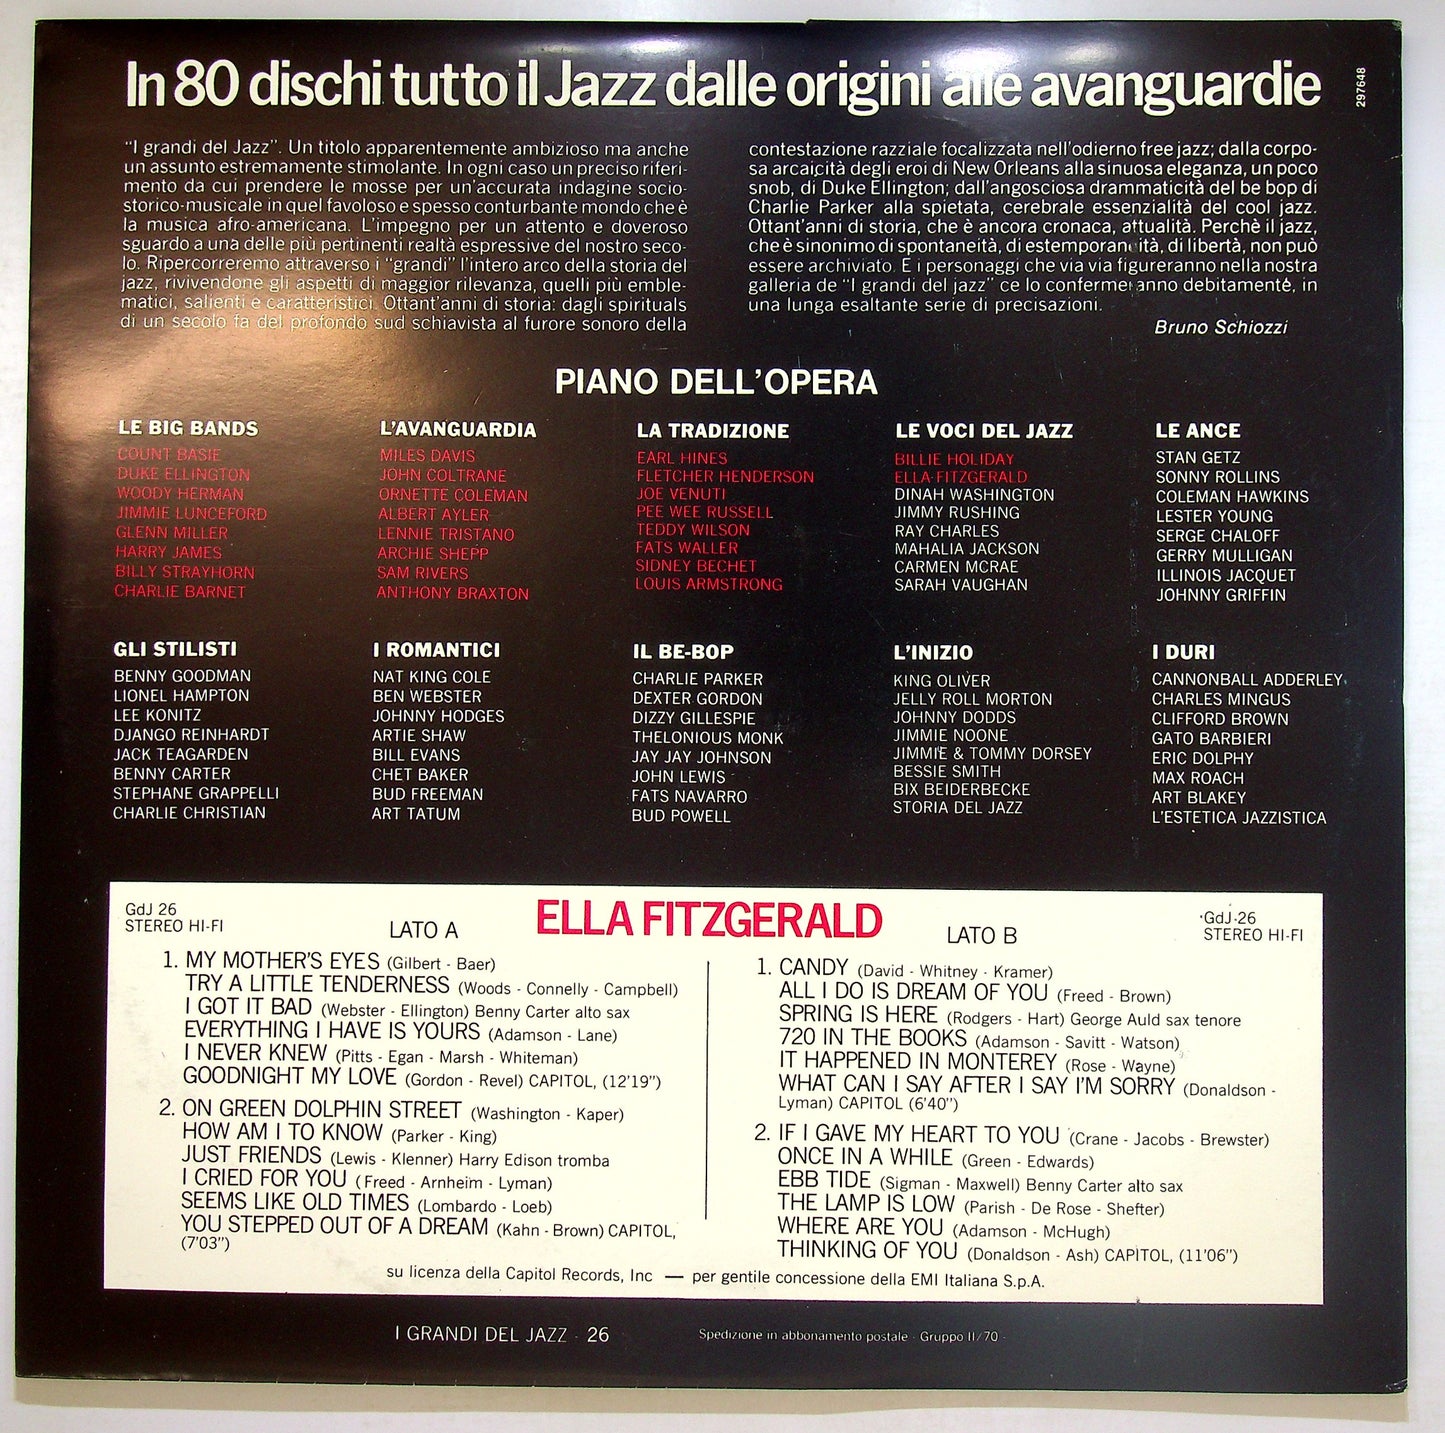 In 80 dischi tutto il Jazz dalle origini alle avanguardie
297648
“I grandi del Jazz”. Un titolo apparentemente ambizioso ma anche
un assunto estremamente stimolante. In ogni caso un preciso riferi-
mento da cui prendere le mosse per un'accurata indagine socio-
storico-musicale in quel favoloso e spesso conturbante mondo che è
la musica afro-americana. L'impegno per un attento e doveroso
sguardo a una delle più pertinenti realtà espressive del nostro seco-
lo. Ripercorreremo attraverso i “grandi” l'intero arco della storia del
jazz, rivivendone gli aspetti di maggior rilevanza, quelli più emble-
matici, salienti e caratteristici. Ottant'anni di storia: dagli spirituals
di un secolo fa del profondo sud schiavista al furore sonoro della
contestazione razziale focalizzata nell'odierno free jazz; dalla corpo-
sa arcaicità degli eroi di New Orleans alla sinuosa eleganza, un poco
snob, di Duke Ellington; dall'angosciosa drammaticità del be bop di
Charlie Parker alla spietata, cerebrale essenzialità del cool jazz.
Ottant'anni di storia, che è ancora cronaca, attualità. Perchè il jazz,
che è sinonimo di spontaneità, di estemporaneità, di libertà, non può
essere archiviato. E i personaggi che via via figureranno nella nostra
galleria de “I grandi del jazz” ce lo confermeranno debitamente, in
una lunga esaltante serie di precisazioni.
Bruno Schiozzi
PIANO DELL'OPERA
LE BIG BANDS
COUNT BASIE
DUKE ELLINGTON
WOODY HERMAN
JIMMIE LUNCEFORD
GLENN MILLER
HARRY JAMES
BILLY STRAYHORN
CHARLIE BARNET
L'AVANGUARDIA
MILES DAVIS
JOHN COLTRANE
ORNETTE COLEMAN
ALBERT AYLER
LENNIE TRISTANO
ARCHIE SHEPP
SAM RIVERS
ANTHONY BRAXTON
LA TRADIZIONE
EARL HINES
FLETCHER HENDERSON
JOE VENUTI
PEE WEE RUSSELL
TEDDY WILSON
FATS WALLER
SIDNEY BECHET
LOUIS ARMSTRONG
LE VOCI DEL JAZZ
BILLIE HOLIDAY
ELLA FITZGERALD
DINAH WASHINGTON
JIMMY RUSHING
RAY CHARLES
MAHALIA JACKSON
CARMEN MCRAE
SARAH VAUGHAN
LE ANCE
STAN GETZ
SONNY ROLLINS
COLEMAN HAWKINS
LESTER YOUNG
SERGE CHALOFF
GERRY MULLIGAN
ILLINOIS JACQUET
JOHNNY GRIFFIN
GLI STILISTI
BENNY GOODMAN
LIONEL HAMPTON
LEE KONITZ
DJANGO REINHARDT
JACK TEAGARDEN
BENNY CARTER
STEPHANE GRAPPELLI
CHARLIE CHRISTIAN
I ROMANTICI
NAT KING COLE
BEN WEBSTER
JOHNNY HODGES
ARTIE SHAW
BILL EVANS
CHET BAKER
BUD FREEMAN
ART TATUM
IL BE-BOP
CHARLIE PARKER
DEXTER GORDON
DIZZY GILLESPIE
THELONIOUS MONK
JAY JAY JOHNSON
JOHN LEWIS
FATS NAVARRO
BUD POWELL
L'INIZIO
KING OLIVER
JELLY ROLL MORTON
JOHNNY DODDS
JIMMIE NOONE
JIMMIE & TOMMY DORSEY
BESSIE SMITH
BIX BEIDERBECKE
STORIA DEL JAZZ
I DURI
CANNONBALL ADDERLEY
CHARLES MINGUS
CLIFFORD BROWN
GATO BARBIERI
ERIC DOLPHY
MAX ROACH
ART BLAKEY
L'ESTETICA JAZZISTICA
GdJ 26
STEREO HI-FI
ELLA FITZGERALD
GdJ 26
STEREO HI-FI
LATO A
1. MY MOTHER'S EYES (Gilbert - Baer)
TRY A LITTLE TENDERNESS (Woods - Connelly - Campbell)
I GOT IT BAD (Webster - Ellington) Benny Carter alto sax
EVERYTHING I HAVE IS YOURS (Adamson - Lane)
I NEVER KNEW (Pitts - Egan - Marsh - Whiteman)
GOODNIGHT MY LOVE (Gordon - Revel) CAPITOL, (12'19”)
2. ON GREEN DOLPHIN STREET (Washington - Kaper)
HOW AM I TO KNOW (Parker - King)
JUST FRIENDS (Lewis - Klenner) Harry Edison tromba
I CRIED FOR YOU (Freed - Arnheim - Lyman)
SEEMS LIKE OLD TIMES (Lombardo - Loeb)
YOU STEPPED OUT OF A DREAM (Kahn - Brown) CAPITOL,
(7'03”)
LATO B
1. CANDY (David - Whitney - Kramer)
ALL I DO IS DREAM OF YOU (Freed - Brown)
SPRING IS HERE (Rodgers - Hart) George Auld sax tenore
720 IN THE BOOKS (Adamson - Savitt - Watson)
IT HAPPENED IN MONTEREY (Rose - Wayne)
WHAT CAN I SAY AFTER I SAY I'M SORRY (Donaldson -
Lyman) CAPITOL (6'40”)
2. IF I GAVE MY HEART TO YOU (Crane - Jacobs - Brewster)
ONCE IN A WHILE (Green - Edwards)
EBB TIDE (Sigman - Maxwell) Benny Carter alto sax
THE LAMP IS LOW (Parish - De Rose - Shefter)
WHERE ARE YOU (Adamson - McHugh)
THINKING OF YOU (Donaldson - Ash) CAPITOL, (11'06”)
su licenza della Capitol Records, Inc — per gentile concessione della EMI Italiana S.p.A.
I GRANDI DEL JAZZ - 26
Spedizione in abbonamento postale - Gruppo II/70 -